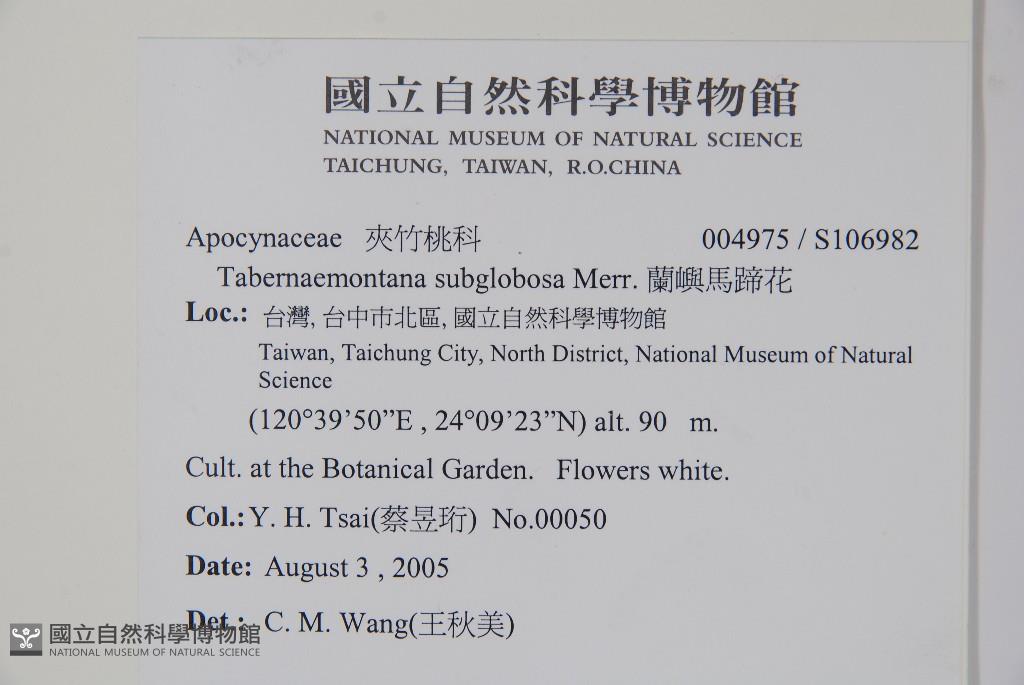 國立自然科學博物館
NATIONAL MUSEUM OF NATURAL SCIENCE
TAICHUNG, TAIWAN, R.O.CHINA
Apocynaceae 夾竹桃科 004975 / S106982
Tabernaemontana subglobosa Merr. 蘭嶼馬蹄花
Loc.: 台灣, 台中市北區, 國立自然科學博物館
Taiwan, Taichung City, North District, National Museum of Natural
Science
(120°39’50”E , 24°09’23”N) alt. 90 m.
Cult. at the Botanical Garden. Flowers white.
Col.: Y. H. Tsai(蔡昱珩) No.00050
Date: August 3 , 2005
Det.: C. M. Wang(王秋美)
國立自然科學博物館
NATIONAL MUSEUM OF NATURAL SCIENCE